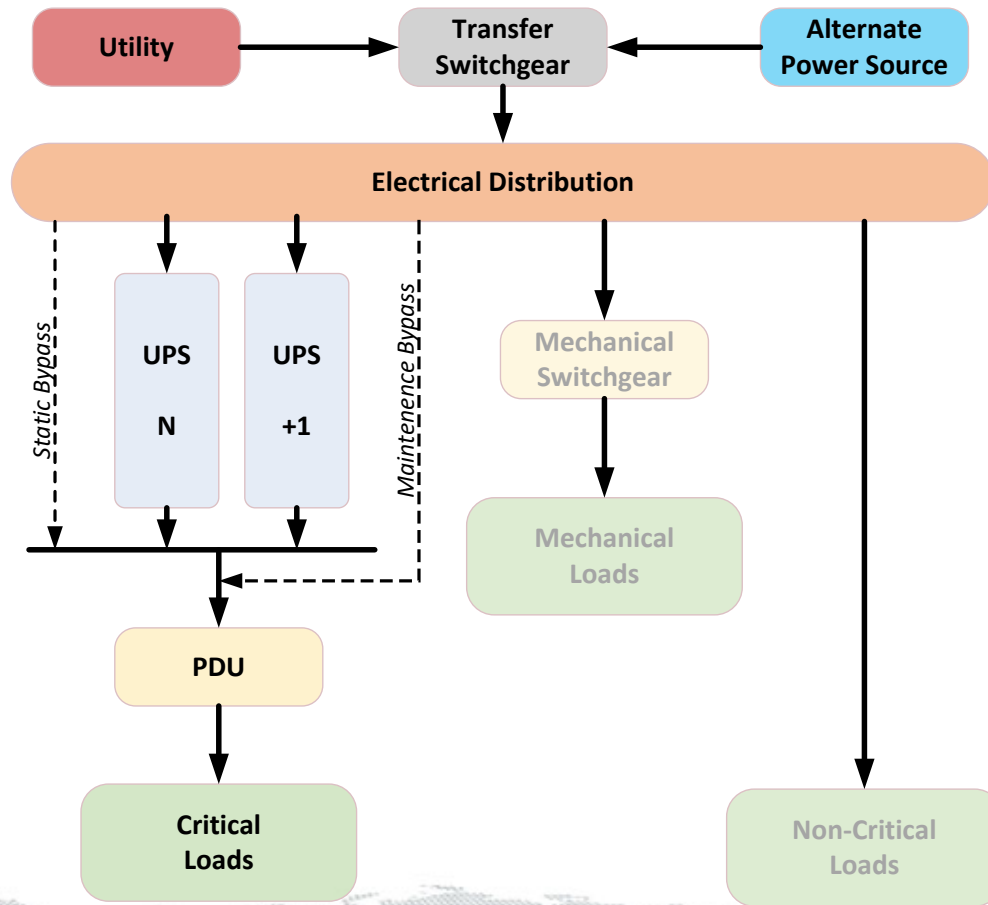 Utility
Transfer
Switchgear
Alternate
Power Source
Electrical Distribution
Static Bypass
UPS
N
UPS
+1
Maintenence Bypass
Mechanical
Switchgear
Mechanical
Loads
PDU
Critical
Loads
Non-Critical
Loads